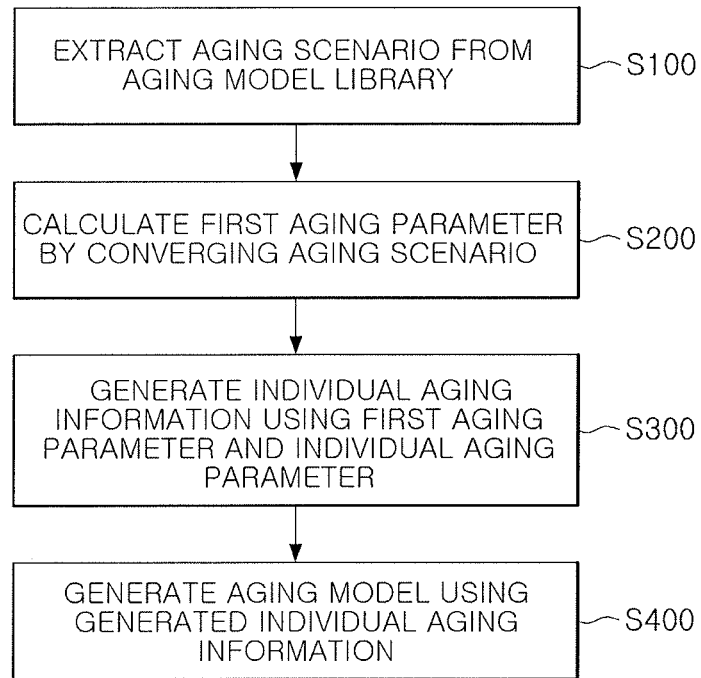 EXTRACT AGING SCENARIO FROM
AGING MODEL LIBRARY
S100
CALCULATE FIRST AGING PARAMETER
BY CONVERGING AGING SCENARIO
S200
GENERATE INDIVIDUAL AGING
INFORMATION USING FIRST AGING
PARAMETER AND INDIVIDUAL AGING
PARAMETER
S300
GENERATE AGING MODEL USING
GENERATED INDIVIDUAL AGING
INFORMATION
S400